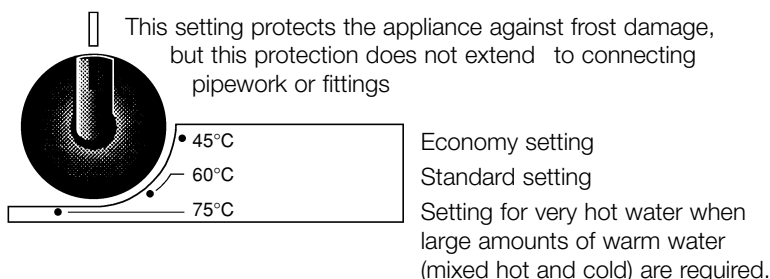 This setting protects the appliance against frost damage,
but this protection does not extend to connecting
pipework or fittings
45°C Economy setting
60°C Standard setting
75°C Setting for very hot water when
large amounts of warm water
(mixed hot and cold) are required.